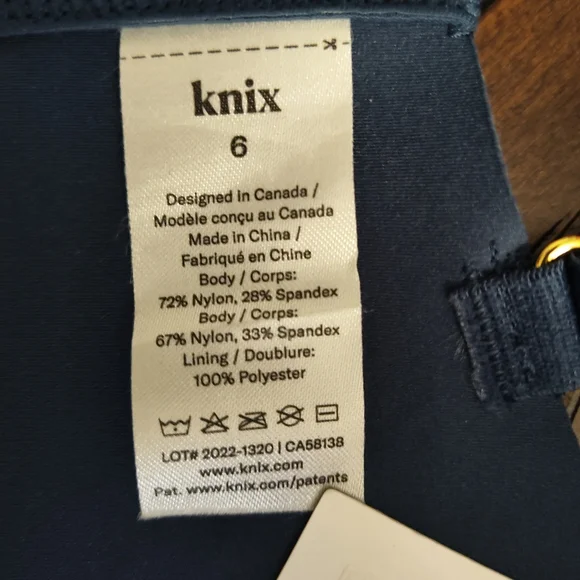 knix
6
Designed in Canada /
Modèle conçu au Canada
Made in China /
Fabriqué en Chine
Body / Corps:
72% Nylon, 28% Spandex
Body / Corps:
67% Nylon, 33% Spandex
Lining / Doublure:
100% Polyester
LOT# 2022-1320 | CA58138
www.knix.com
Pat. www.knix.com/patents